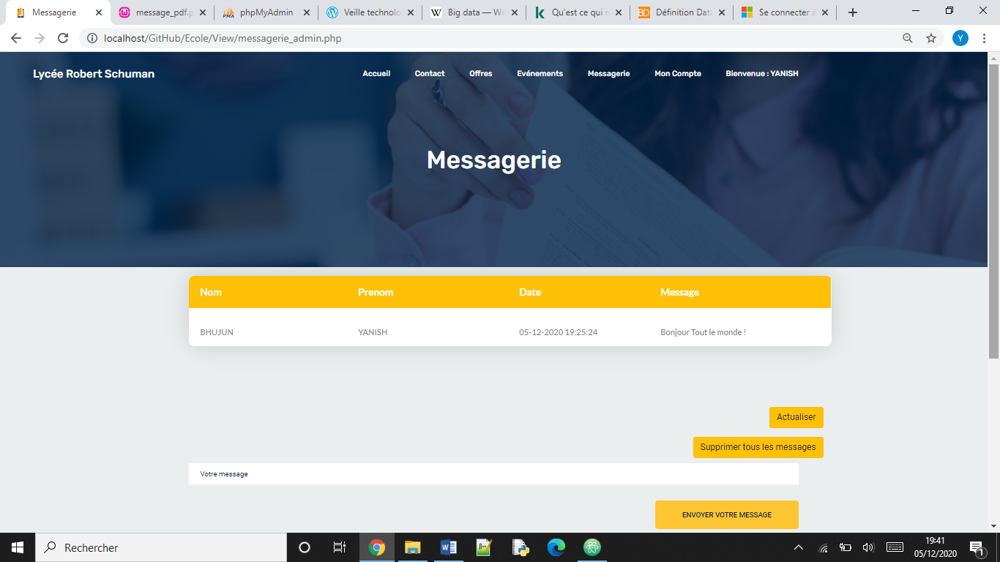 Messagerie
message_pdf.p
phpMyAdmin
Veille technolo
Big data — Wi
Qu'est ce qui n
Définition Data
Se connecter à
localhost/GitHub/Ecole/View/messagerie_admin.php
Y
Lycée Robert Schuman
Accueil Contact Offres Evénements Messagerie Mon Compte Bienvenue : YANISH
Messagerie
Nom Prenom Date Message
BHUJUN YANISH 05-12-2020 19:25:24 Bonjour Tout le monde !
Actualiser
Supprimer tous les messages
Votre message
ENVOYER VOTRE MESSAGE
Rechercher
19:41
05/12/2020
1